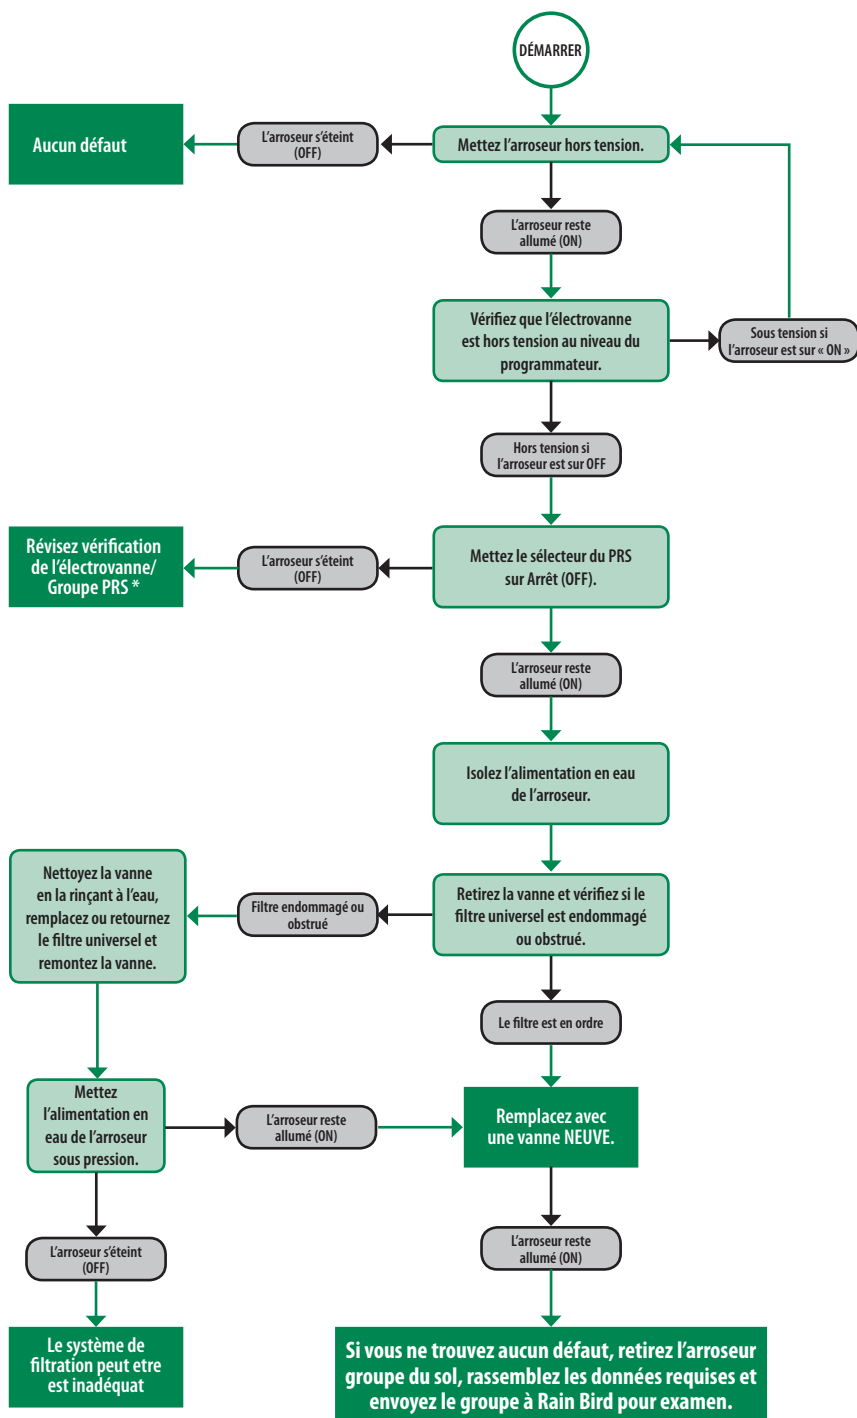 DÉMARRER
Aucun défaut
L'arroseur s'éteint
(OFF)
Mettez l'arroseur hors tension.
L'arroseur reste
allumé (ON)
Vérifiez que l'électrovanne
est hors tension au niveau du
programmateur.
Sous tension si
l'arroseur est sur « ON »
Hors tension si
l'arroseur est sur OFF
Révisez vérification
de l'électrovanne/
Groupe PRS *
L'arroseur s'éteint
(OFF)
Mettez le sélecteur du PRS
sur Arrêt (OFF).
L'arroseur reste
allumé (ON)
Isolez l'alimentation en eau
de l'arroseur.
Nettoyez la vanne
en la rinçant à l'eau,
remplacez ou retournez
le filtre universel et
remontez la vanne.
Filtre endommagé ou
obstrué
Retirez la vanne et vérifiez si le
filtre universel est endommagé
ou obstrué.
Le filtre est en ordre
Mettez
l'alimentation en
eau de l'arroseur
sous pression.
L'arroseur reste
allumé (ON)
Remplacez avec
une vanne NEUVE.
L'arroseur s'éteint
(OFF)
L'arroseur reste
allumé (ON)
Le système de
filtration peut etre
est inadéquat
Si vous ne trouvez aucun défaut, retirez l'arroseur
groupe du sol, rassemblez les données requises et
envoyez le groupe à Rain Bird pour examen.